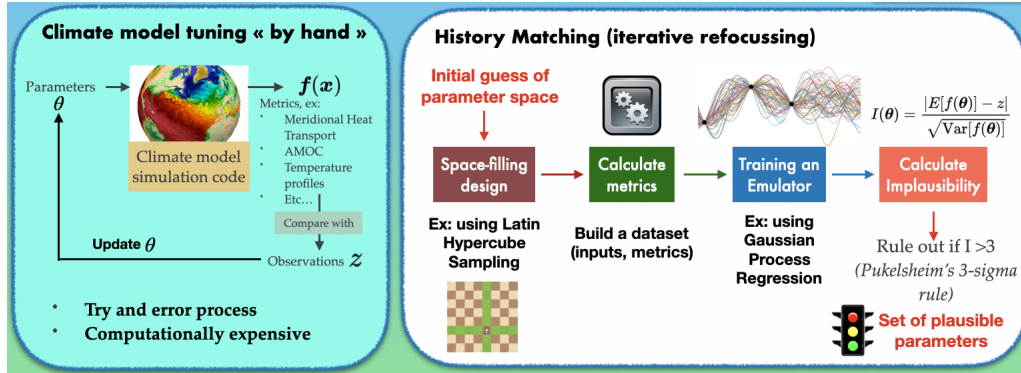 Climate model tuning « by hand »
Parameters
θ
f(x)
Metrics, ex:
* Meridional Heat
Transport
* AMOC
* Temperature
profiles
* Etc…
Climate model
simulation code
Compare with
Update θ
Observations z
* Try and error process
* Computationally expensive
History Matching (iterative refocussing)
Initial guess of
parameter space
I(θ) = |E[f(θ)] − z| / √Var[f(θ)]
Space-filling
design
Calculate
metrics
Training an
Emulator
Calculate
Implausibility
Ex: using Latin
Hypercube
Sampling
Build a dataset
(inputs, metrics)
Ex: using
Gaussian
Process
Regression
Rule out if I >3
(Pukelsheim's 3-sigma
rule)
Set of plausible
parameters